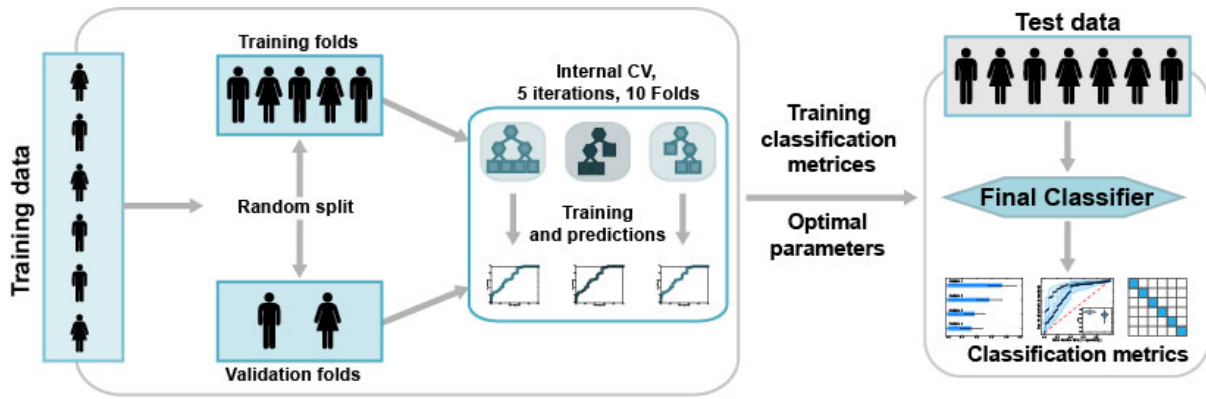 Training data
Training folds
Random split
Validation folds
Internal CV,
5 iterations, 10 Folds
Training
and predictions
Training
classification
metrices
Optimal
parameters
Test data
Final Classifier
Classification metrics